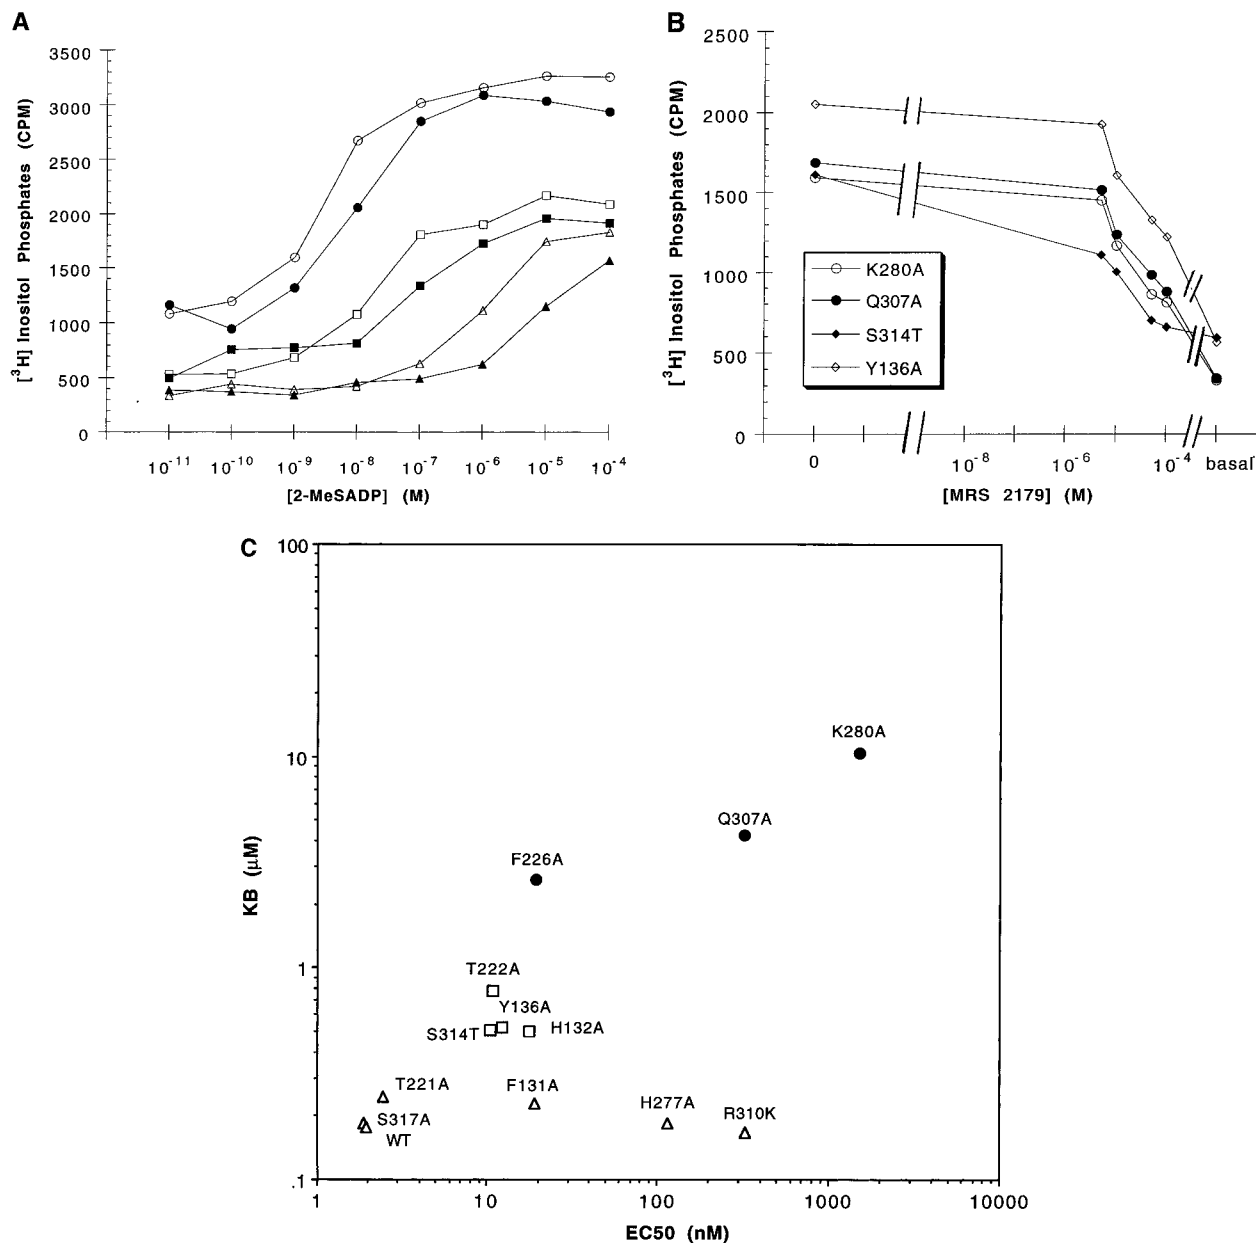 A
3500
3000
2500
2000
1500
1000
500
0
[³H] Inositol Phosphates (CPM)
10⁻¹¹ 10⁻¹⁰ 10⁻⁹ 10⁻⁸ 10⁻⁷ 10⁻⁶ 10⁻⁵ 10⁻⁴
[2-MeSADP] (M)
B
2500
2000
1500
1000
500
0
[³H] Inositol Phosphates (CPM)
K280A
Q307A
S314T
Y136A
0 10⁻⁸ 10⁻⁶ 10⁻⁴ basal
[MRS 2179] (M)
C
100
10
1
.1
KB (μM)
K280A
Q307A
F226A
T222A
Y136A
S314T
H132A
T221A
F131A
S317A
H277A
R310K
WT
1 10 100 1000 10000
EC50 (nM)